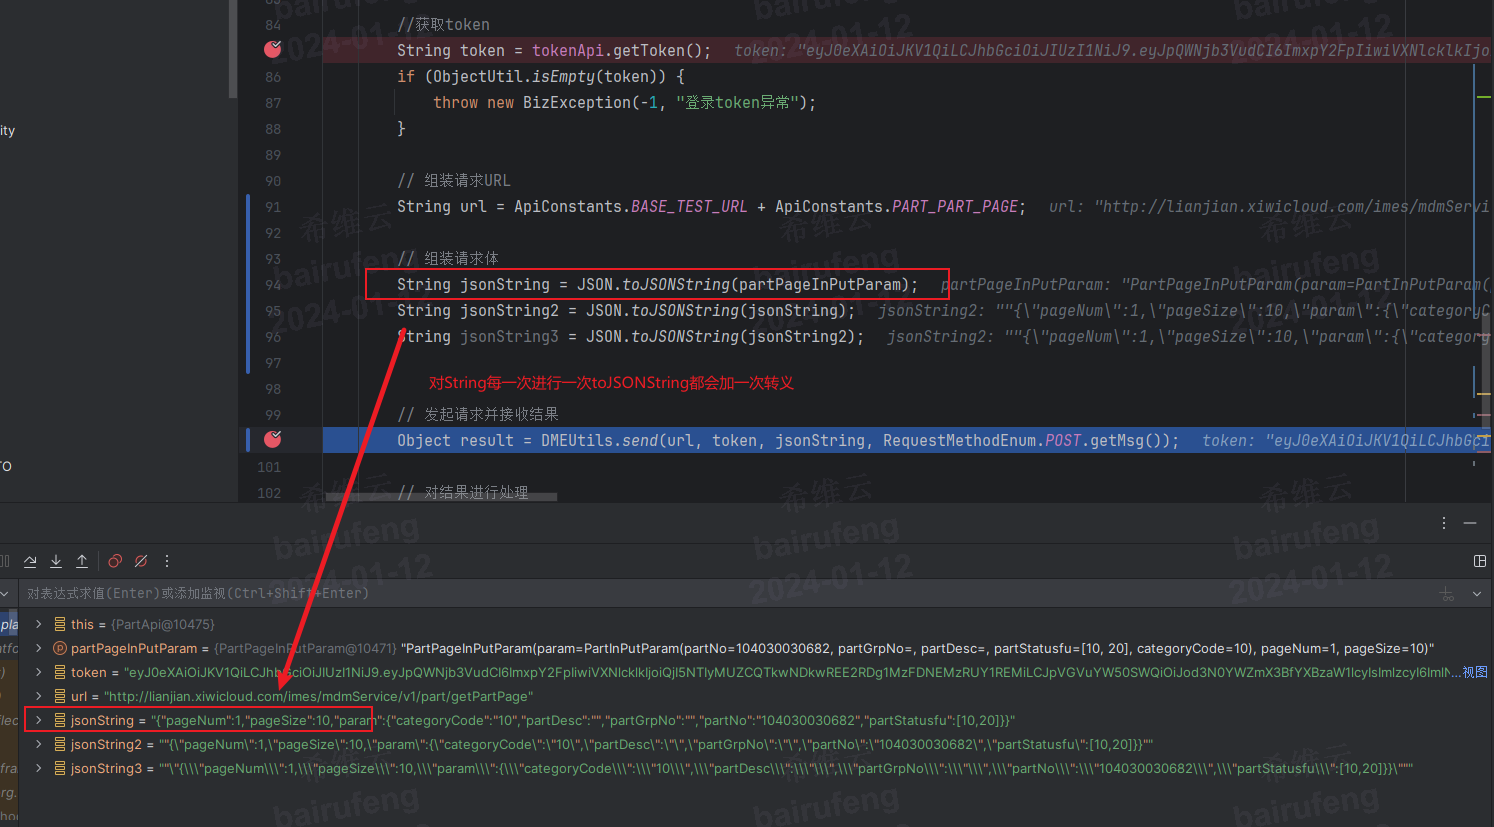 84 //获取token
String token = tokenApi.getToken(); token: "eyJ0eXAiOiJKV1QiLCJhbGciOiJIUzI1NiJ9.eyJpQWNjb3VudCI6ImxpY2FpIiwiVXNlcklkIjo
86 if (ObjectUtil.isEmpty(token)) {
87 throw new BizException(-1, "登录token异常");
88 }
ity
89
90 // 组装请求URL
91 String url = ApiConstants.BASE_TEST_URL + ApiConstants.PART_PART_PAGE; url: "http://lianjian.xiwicloud.com/imes/mdmServi
92
93 // 组装请求体
94 String jsonString = JSON.toJSONString(partPageInPutParam); partPageInPutParam: "PartPageInPutParam(param=PartInPutParam(
95 String jsonString2 = JSON.toJSONString(jsonString); jsonString2: ""{\"pageNum\":1,\"pageSize\":10,\"param\":{\"categoryC
96 String jsonString3 = JSON.toJSONString(jsonString2); jsonString2: ""{\"pageNum\":1,\"pageSize\":10,\"param\":{\"categor
97
98 对String每一次进行一次toJSONString都会加一次转义
99 // 发起请求并接收结果
Object result = DMEUtils.send(url, token, jsonString, RequestMethodEnum.POST.getMsg()); token: "eyJ0eXAiOiJKV1QiLCJhbGci
101
102 // 对结果进行处理
对表达式求值(Enter)或添加监视(Ctrl+Shift+Enter)
this = {PartApi@10475}
partPageInPutParam = {PartPageInPutParam@10471} "PartPageInPutParam(param=PartInPutParam(partNo=104030030682, partGrpNo=, partDesc=, partStatusfu=[10, 20], categoryCode=10), pageNum=1, pageSize=10)"
url = "http://lianjian.xiwicloud.com/imes/mdmService/v1/part/getPartPage"
jsonString = "{"pageNum":1,"pageSize":10,"param":{"categoryCode":"10","partDesc":"","partGrpNo":"","partNo":"104030030682","partStatusfu":[10,20]}}"
jsonString2 = ""{\"pageNum\":1,\"pageSize\":10,\"param\":{\"categoryCode\":\"10\",\"partDesc\":\"\",\"partGrpNo\":\"\",\"partNo\":\"104030030682\",\"partStatusfu\":[10,20]}}""
jsonString3 = ""\"{\\\"pageNum\\\":1,\\\"pageSize\\\":10,\\\"param\\\":{\\\"categoryCode\\\":\\\"10\\\",\\\"partDesc\\\":\\\"\\\",\\\"partGrpNo\\\":\\\"\\\",\\\"partNo\\\":\\\"104030030682\\\",\\\"partStatusfu\\\":[10,20]}}\"""
希维云
bairufeng
2024-01-12